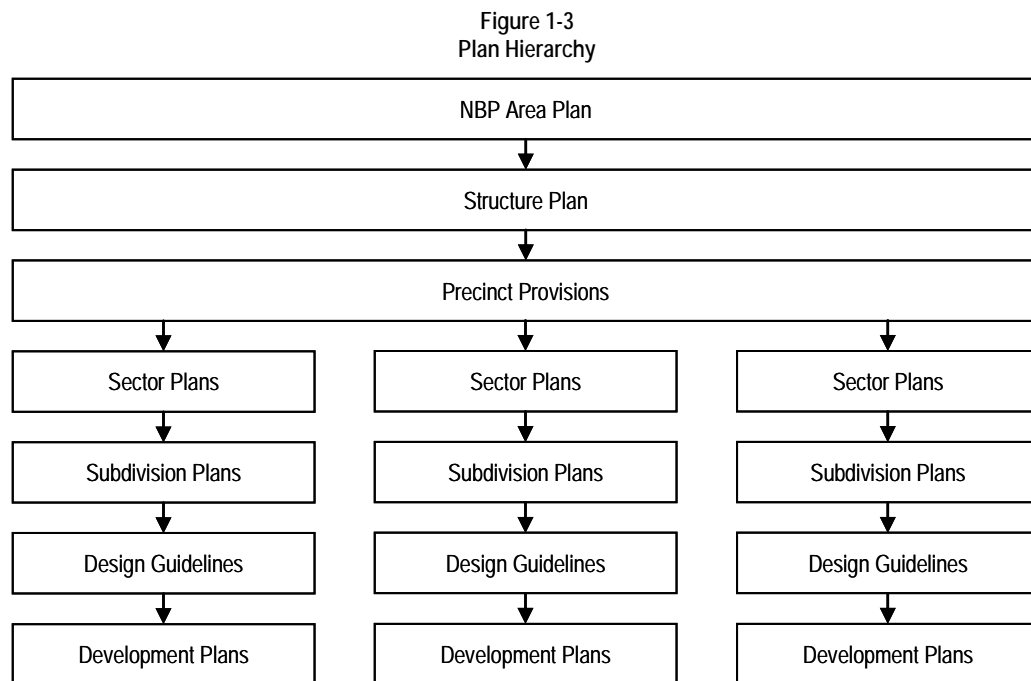 Figure 1-3
Plan Hierarchy
NBP Area Plan
Structure Plan
Precinct Provisions
Sector Plans
Sector Plans
Sector Plans
Subdivision Plans
Subdivision Plans
Subdivision Plans
Design Guidelines
Design Guidelines
Design Guidelines
Development Plans
Development Plans
Development Plans